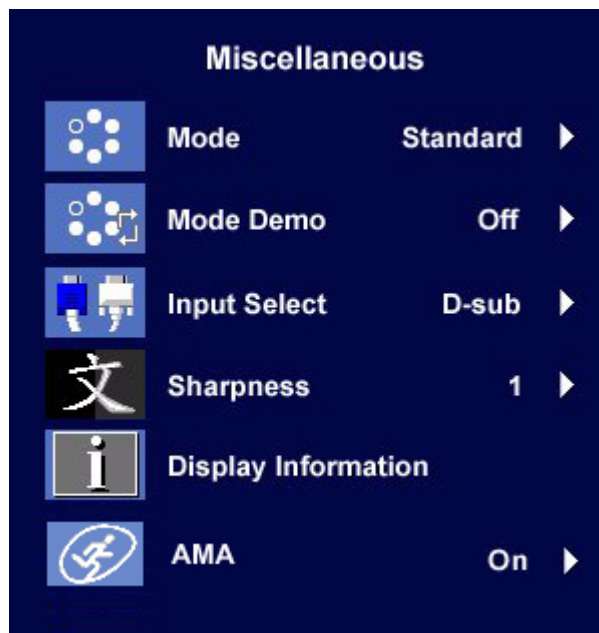 Miscellaneous
Mode Standard
Mode Demo Off
Input Select D-sub
文 Sharpness 1
i Display Information
AMA On